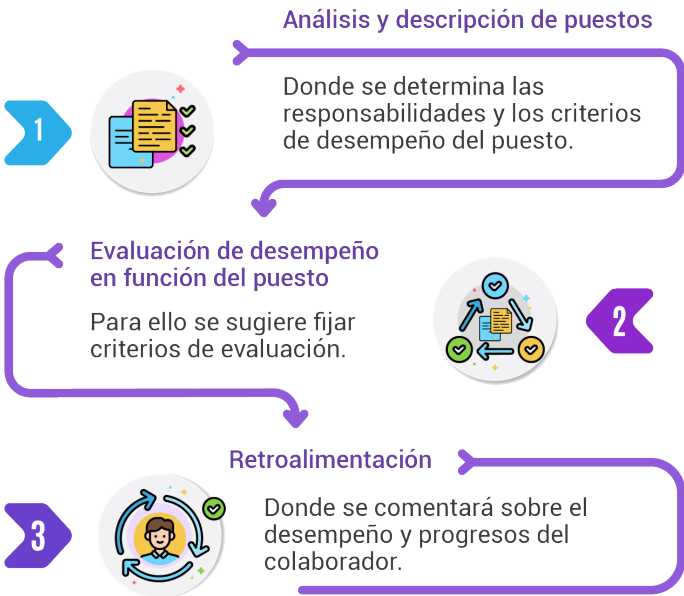 Análisis y descripción de puestos
1
Donde se determina las
responsabilidades y los criterios
de desempeño del puesto.
Evaluación de desempeño
en función del puesto
Para ello se sugiere fijar
criterios de evaluación.
2
Retroalimentación
3
Donde se comentará sobre el
desempeño y progresos del
colaborador.